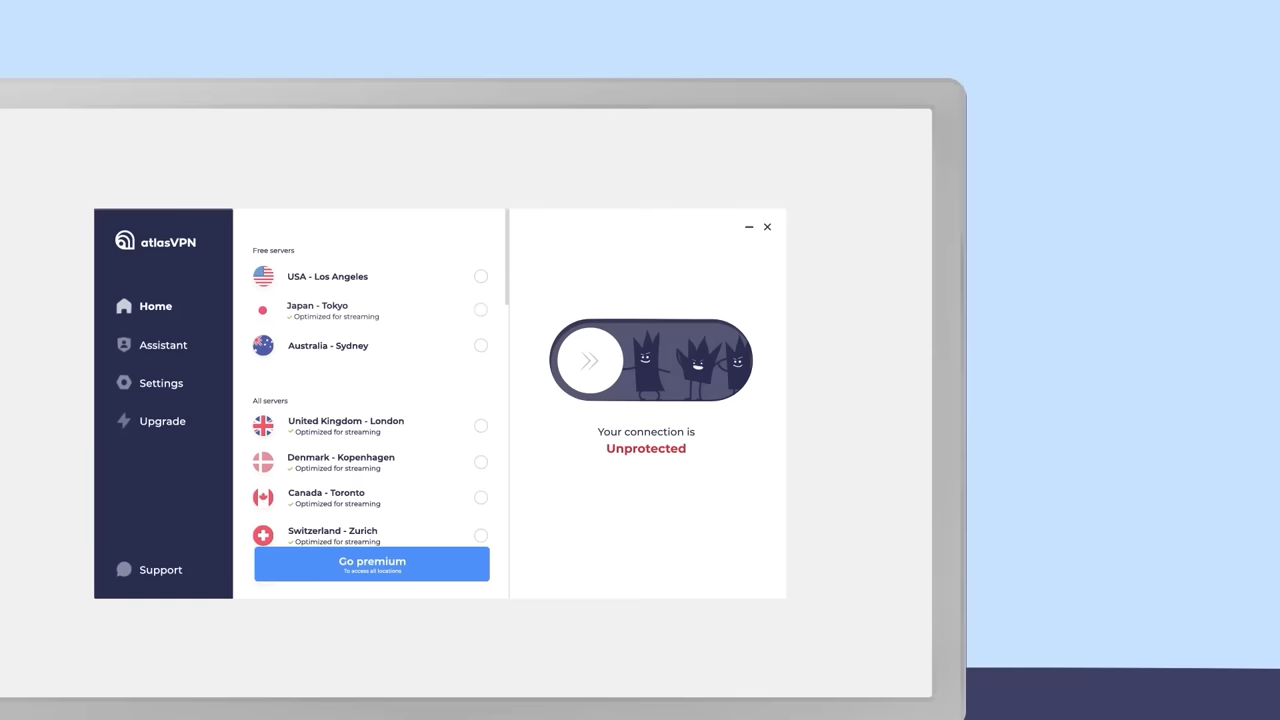 atlasVPN
Home
Assistant
Settings
Upgrade
Support
Free servers
USA - Los Angeles
Japan - Tokyo
Optimized for streaming
Australia - Sydney
All servers
United Kingdom - London
Optimized for streaming
Denmark - Kopenhagen
Optimized for streaming
Canada - Toronto
Optimized for streaming
Switzerland - Zurich
Optimized for streaming
Go premium
To access all locations
Your connection is
Unprotected